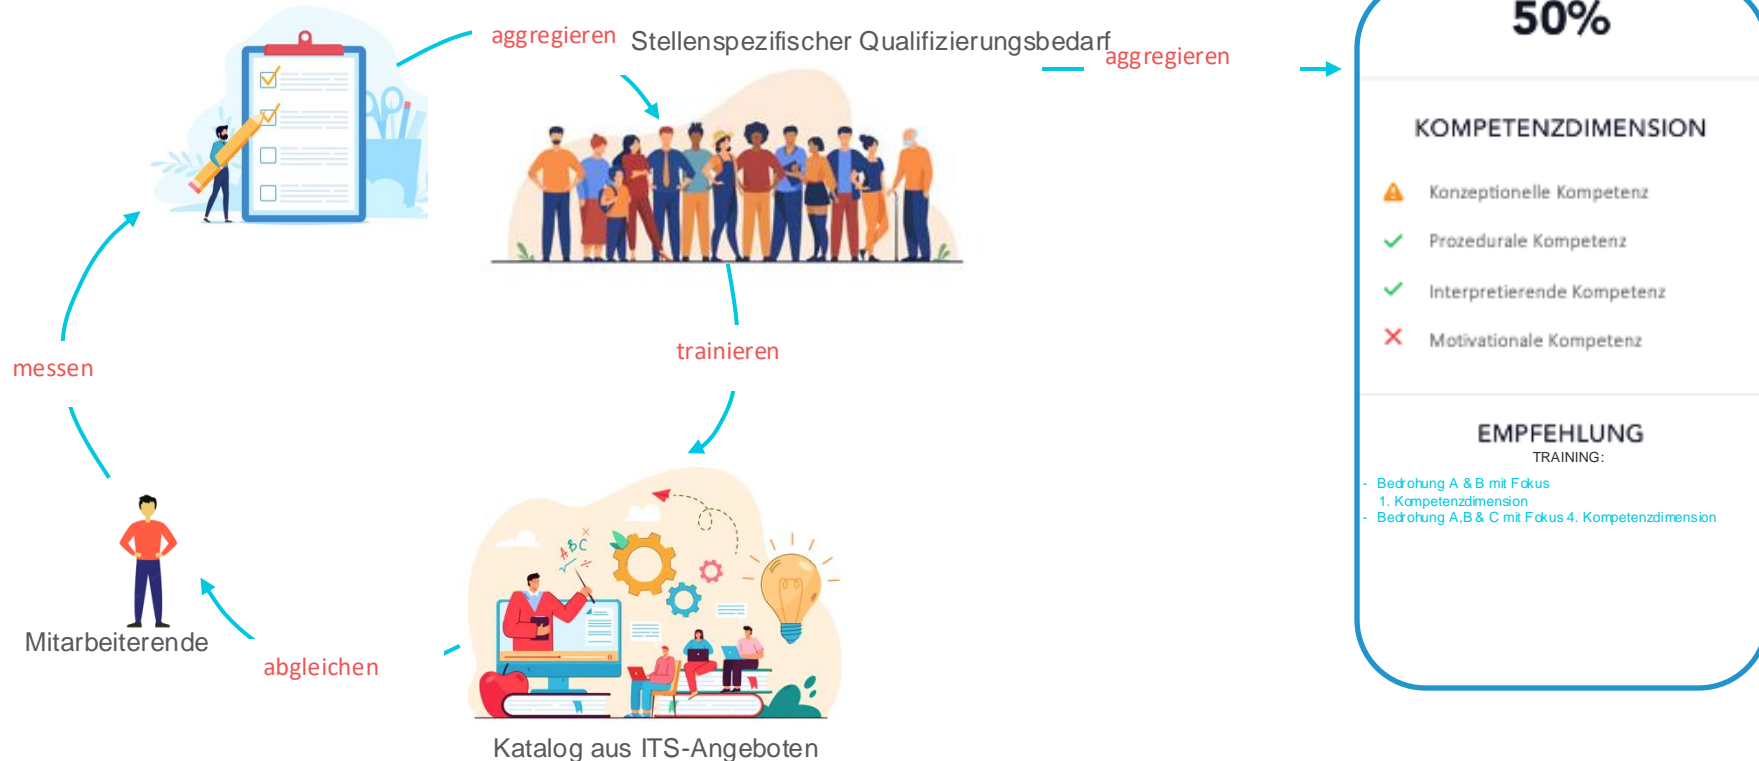 aggregieren
Stellenspezifischer Qualifizierungsbedarf
aggregieren
50%
KOMPETENZDIMENSION
Konzeptionelle Kompetenz
Prozedurale Kompetenz
Interpretierende Kompetenz
Motivationale Kompetenz
EMPFEHLUNG
TRAINING:
- Bedrohung A & B mit Fokus
1. Kompetenzdimension
- Bedrohung A,B & C mit Fokus 4. Kompetenzdimension
messen
trainieren
ABC
Mitarbeiterende
abgleichen
Katalog aus ITS-Angeboten